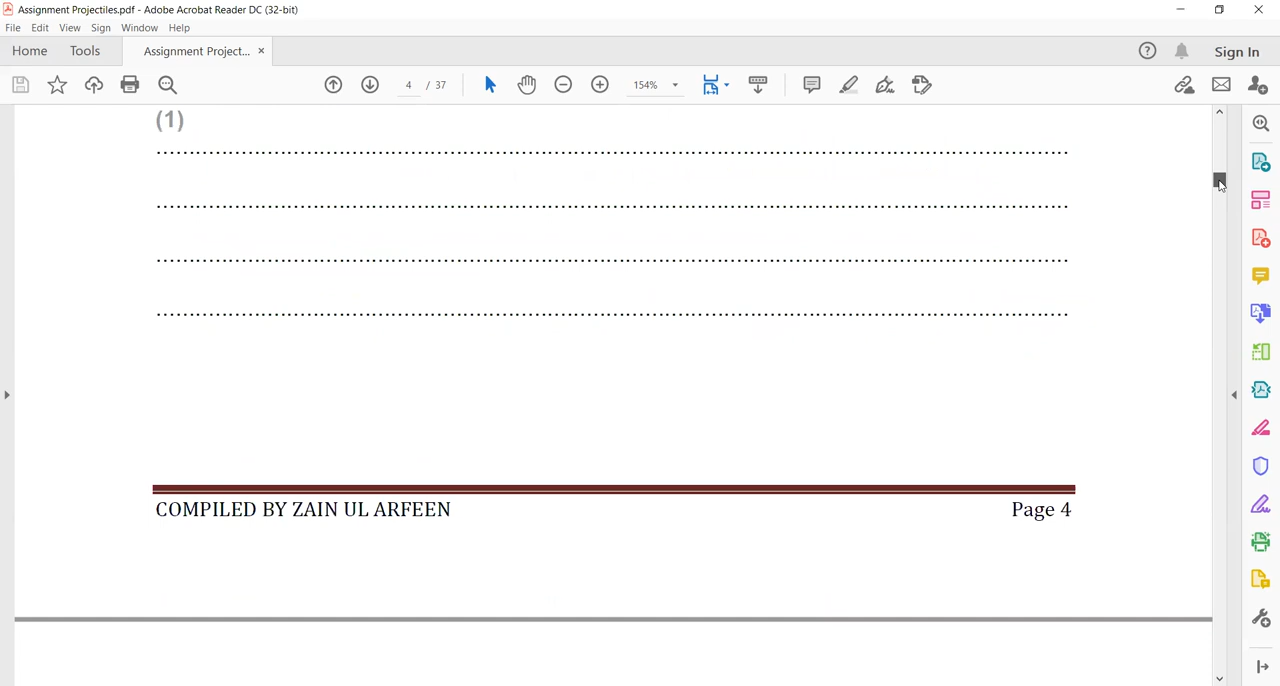 Assignment Projectiles.pdf - Adobe Acrobat Reader DC (32-bit)
File Edit View Sign Window Help
Home Tools Assignment Project... × Sign In
4 / 37 154%
(1)
................................................................
................................................................
................................................................
................................................................
COMPILED BY ZAIN UL ARFEEN Page 4